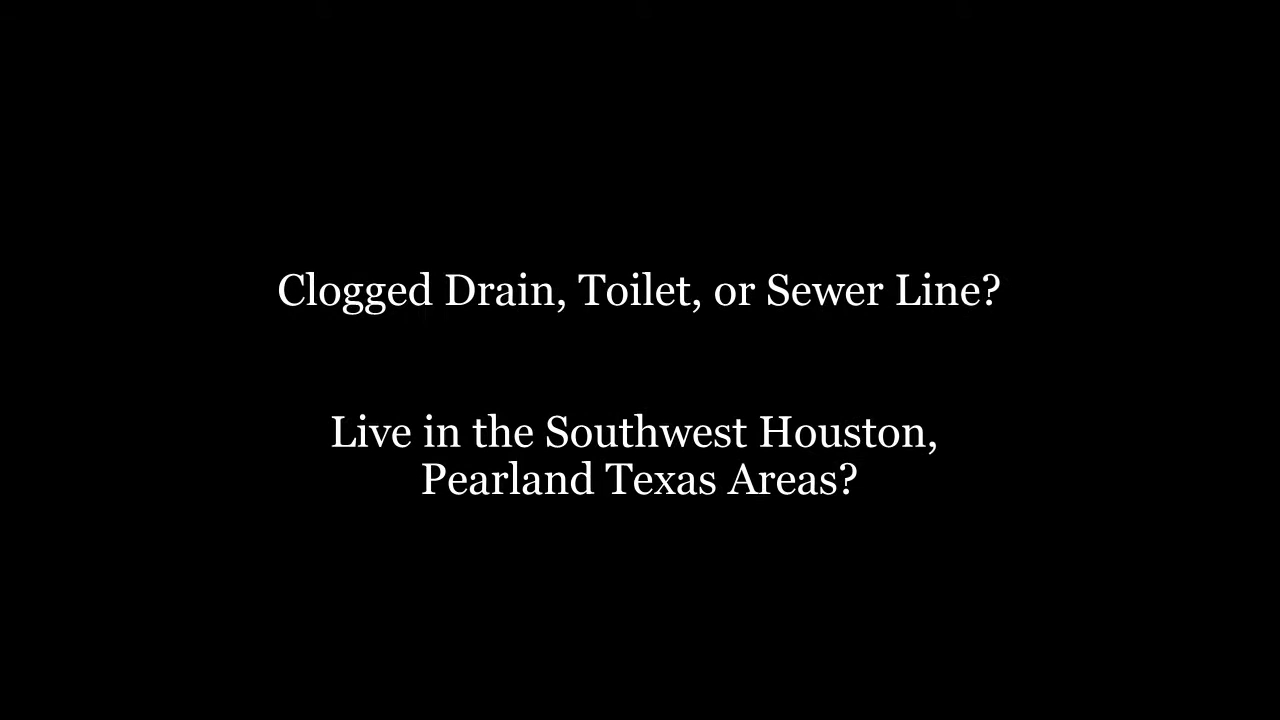 Clogged Drain, Toilet, or Sewer Line?
Live in the Southwest Houston,
Pearland Texas Areas?